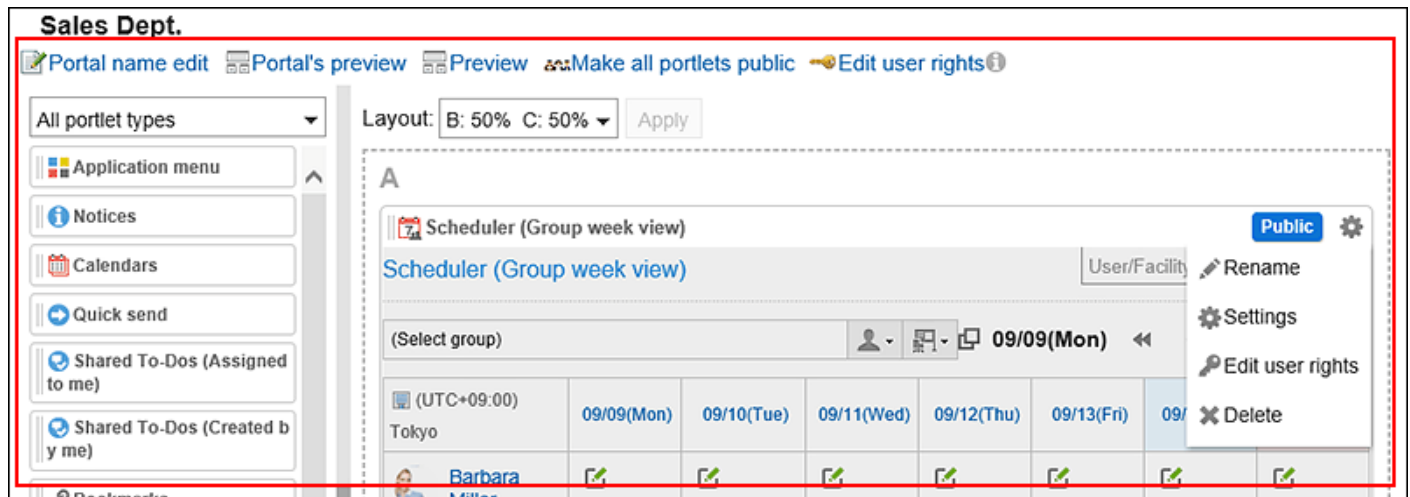 Sales Dept.
Portal name edit Portal's preview Preview Make all portlets public Edit user rights
All portlet types
Layout: B: 50% C: 50% Apply
Application menu
Notices
Calendars
Quick send
Shared To-Dos (Assigned
to me)
Shared To-Dos (Created b
y me)
A
Scheduler (Group week view) Public
Scheduler (Group week view) User/Facility
Rename
Settings
Edit user rights
Delete
(Select group) 09/09(Mon)
(UTC+09:00)
Tokyo
09/09(Mon) 09/10(Tue) 09/11(Wed) 09/12(Thu) 09/13(Fri) 09/
Barbara